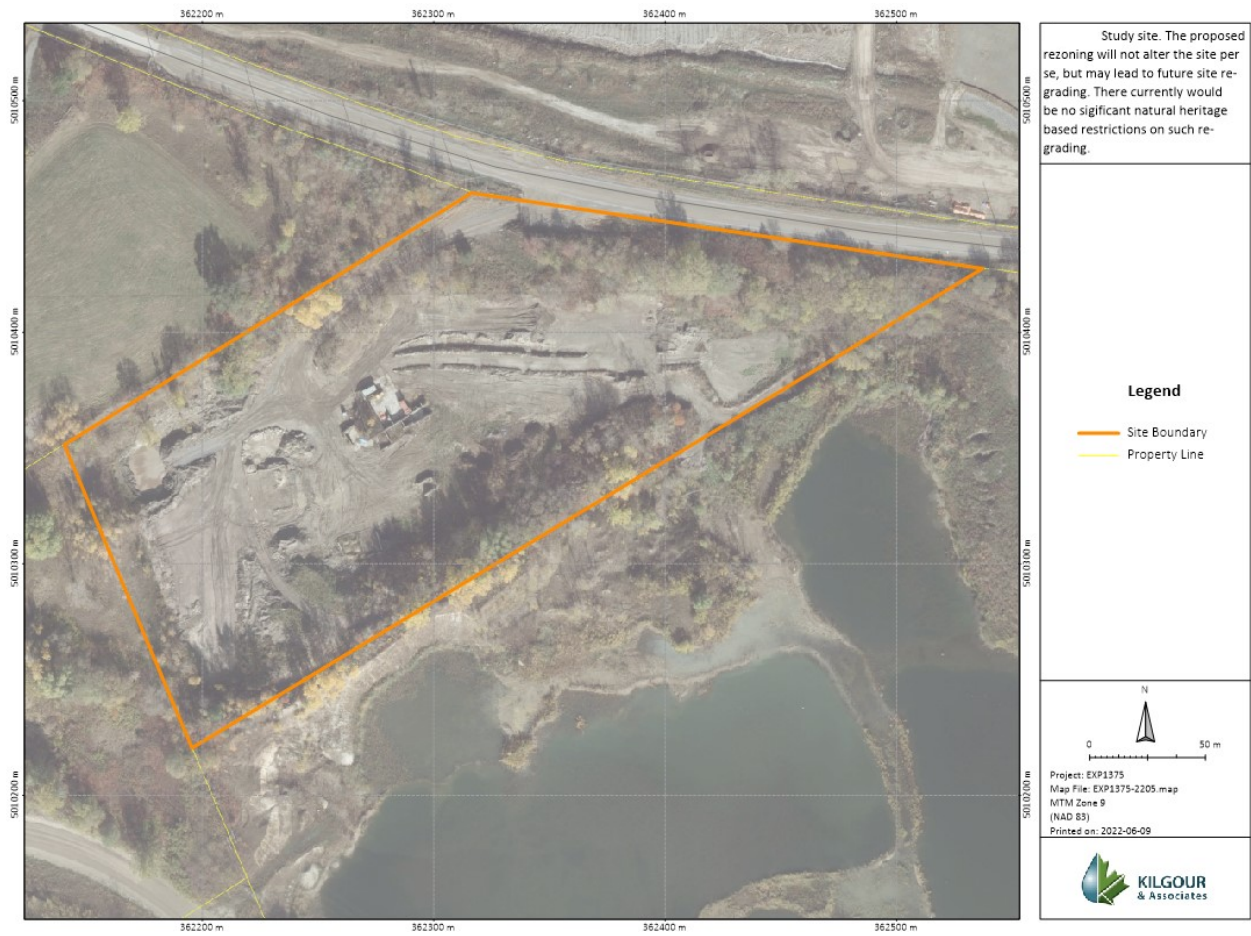 362200 m
362300 m
362400 m
362500 m
5010500 m
5010400 m
5010300 m
5010200 m
5010500 m
5010400 m
5010300 m
5010200 m
362200 m
362300 m
362400 m
362500 m
Study site. The proposed
rezoning will not alter the site per
se, but may lead to future site re-
grading. There currently would
be no sigificant natural heritage
based restrictions on such re-
grading.
Legend
Site Boundary
Property Line
N
0 50 m
Project: EXP1375
Map File: EXP1375-2205.map
MTM Zone 9
(NAD 83)
Printed on: 2022-06-09
KILGOUR
& Associates